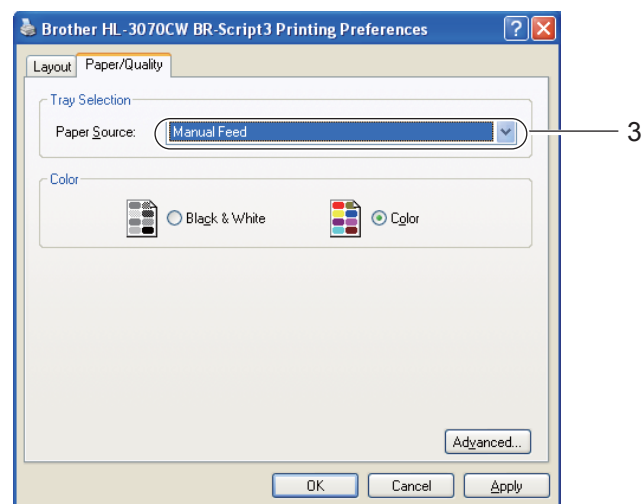 Brother HL-3070CW BR-Script3 Printing Preferences
Layout Paper/Quality
Tray Selection
Paper Source: Manual Feed 3
Color
Black & White Color
Advanced...
OK Cancel Apply